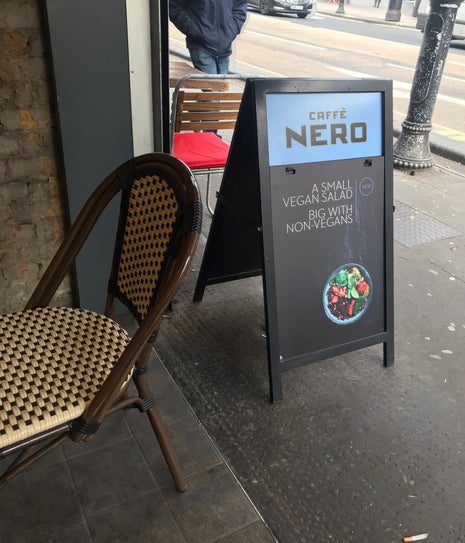 CAFFÈ
NERO
A SMALL
VEGAN SALAD
BIG WITH
NON-VEGANS
NEW